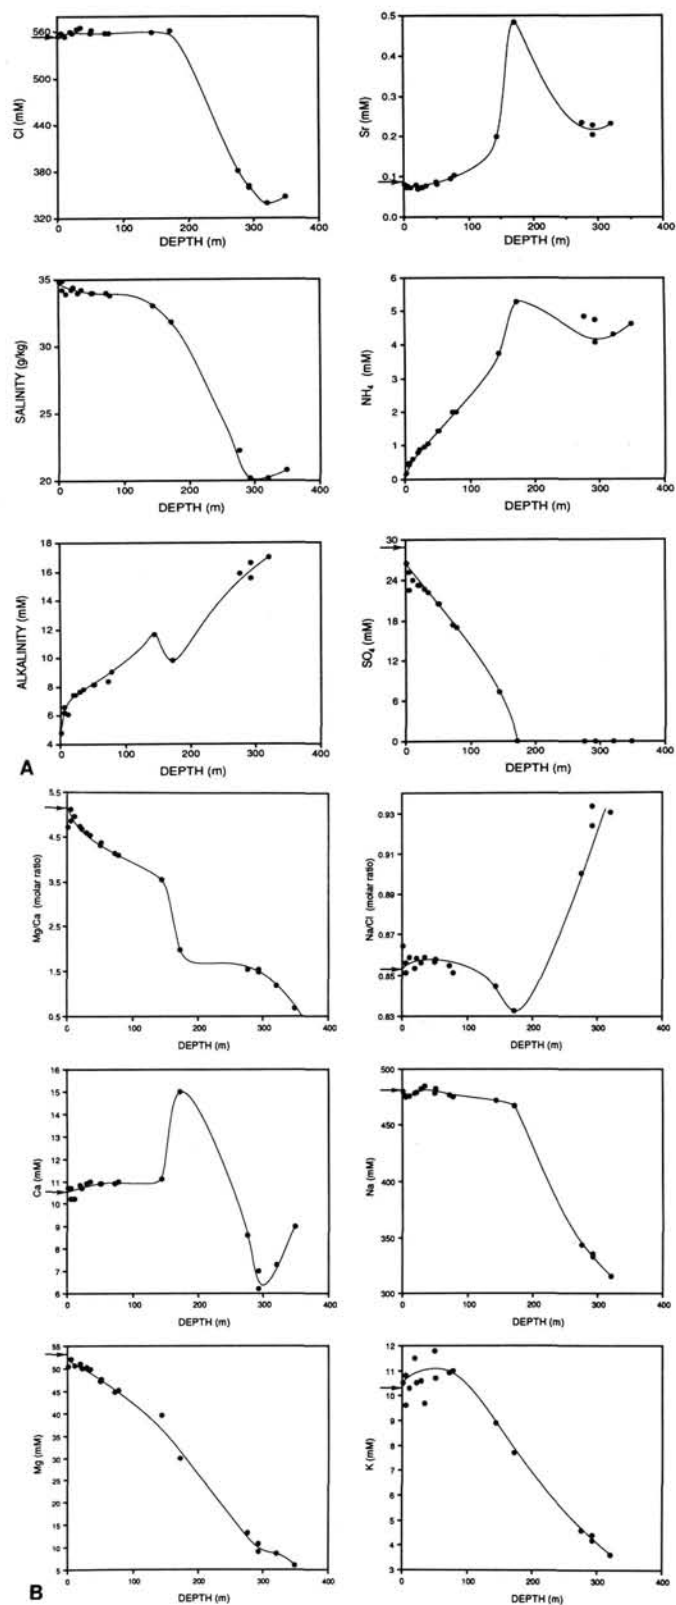 560
500
440
380
320
Cl (mM)
0 100 200 300 400
DEPTH (m)
0.5
0.4
0.3
0.2
0.1
0.0
Sr (mM)
0 100 200 300 400
DEPTH (m)
35
30
25
20
SALINITY (g/kg)
0 100 200 300 400
DEPTH (m)
6
5
4
3
2
1
0
NH4 (mM)
0 100 200 300 400
DEPTH (m)
18
16
14
12
10
8
6
4
ALKALINITY (mM)
0 100 200 300 400
DEPTH (m)
30
24
18
12
6
0
SO4 (mM)
0 100 200 300 400
DEPTH (m)
A
5.5
4.5
3.5
2.5
1.5
0.5
Mg/Ca (molar ratio)
0 100 200 300 400
DEPTH (m)
0.93
0.91
0.89
0.87
0.85
0.83
Na/Cl (molar ratio)
0 100 200 300 400
DEPTH (m)
16
15
14
13
12
11
10
9
8
7
6
Ca (mM)
0 100 200 300 400
DEPTH (m)
500
450
400
350
300
Na (mM)
0 100 200 300 400
DEPTH (m)
55
50
45
40
35
30
25
20
15
10
5
Mg (mM)
0 100 200 300 400
DEPTH (m)
12
11
10
9
8
7
6
5
4
3
K (mM)
0 100 200 300 400
DEPTH (m)
B